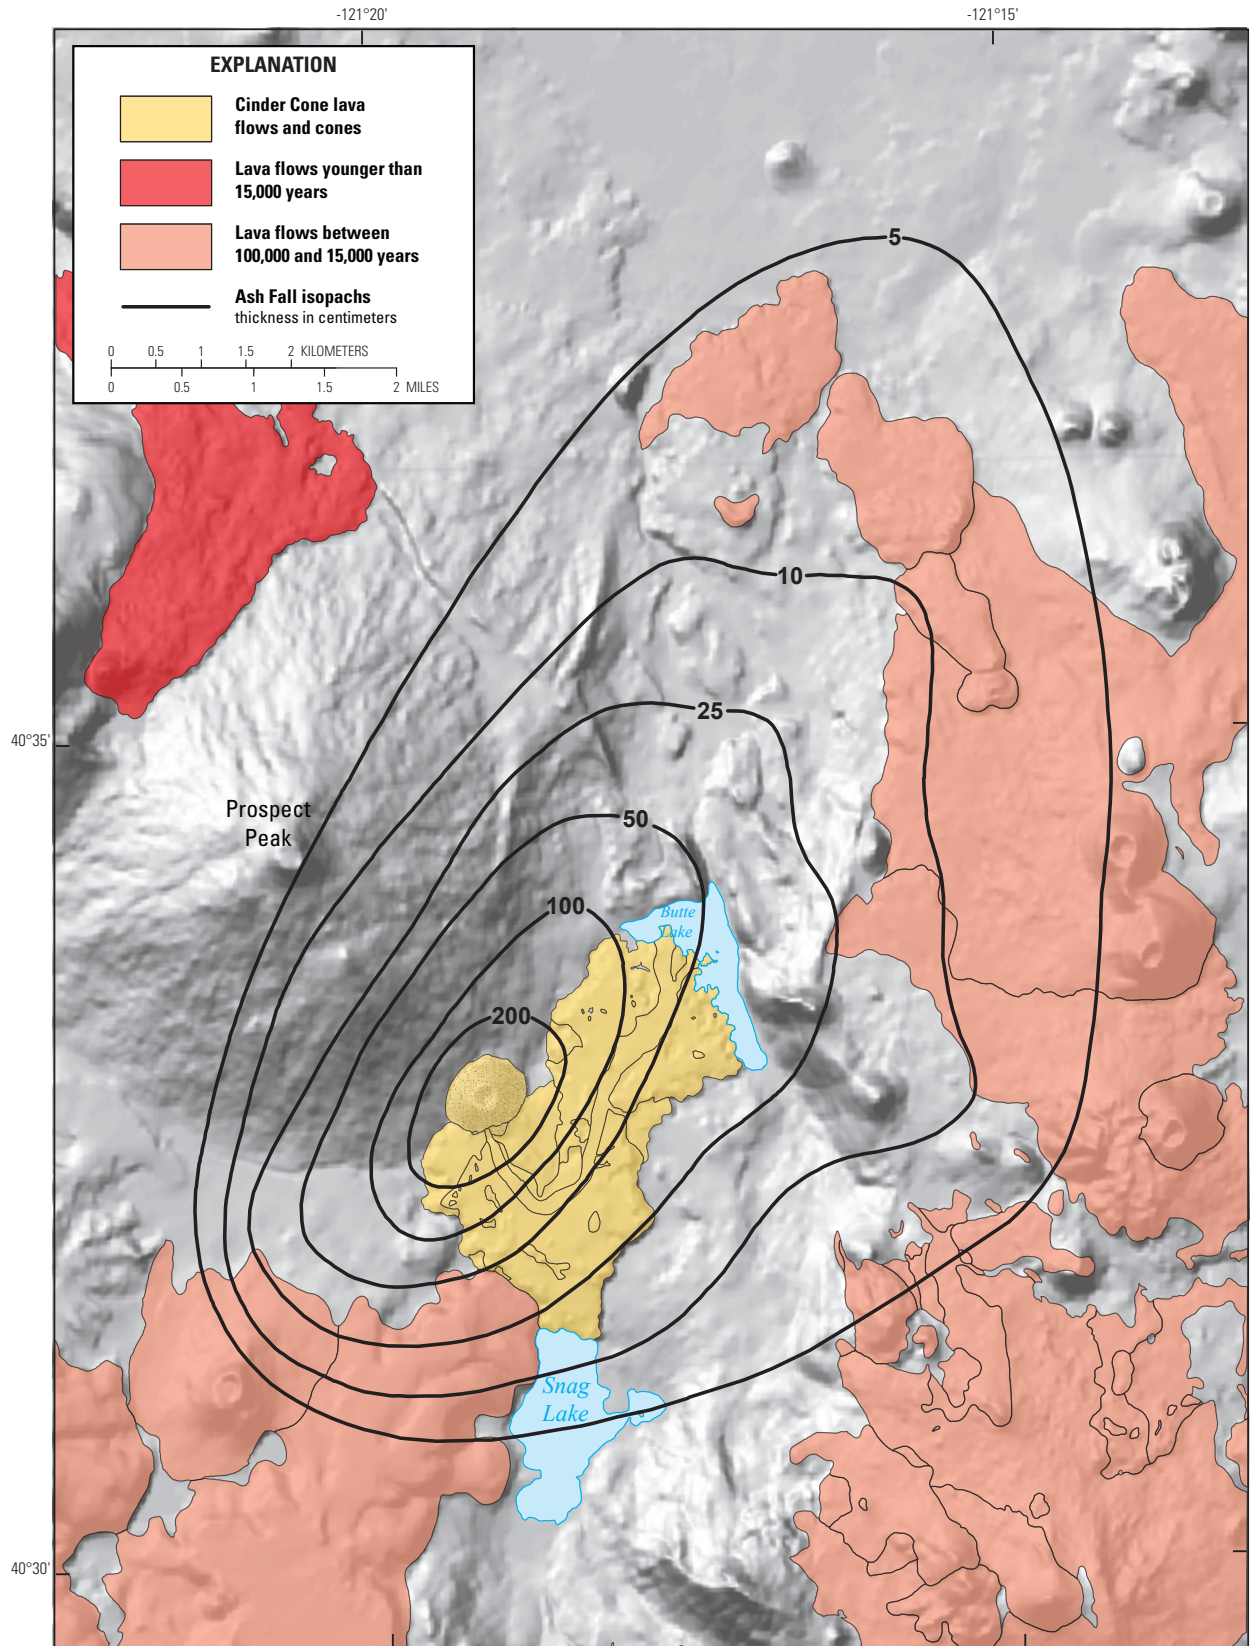 -121°20'
-121°15'
EXPLANATION
Cinder Cone lava
flows and cones
Lava flows younger than
15,000 years
Lava flows between
100,000 and 15,000 years
Ash Fall isopachs
thickness in centimeters
0 0.5 1 1.5 2 KILOMETERS
0 0.5 1 1.5 2 MILES
5
10
25
40°35'
Prospect
Peak
50
100
Butte
Lake
200
Snag
Lake
40°30'